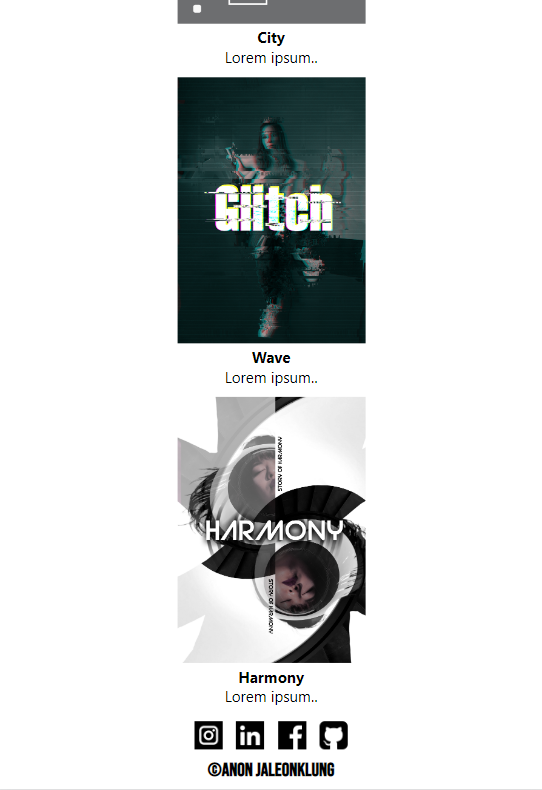 City
Lorem ipsum..
Glitch
Wave
Lorem ipsum..
STORY OF HARMONY
HARMONY
STORY OF HARMONY
Harmony
Lorem ipsum..
in
©ANON JALEONKLUNG